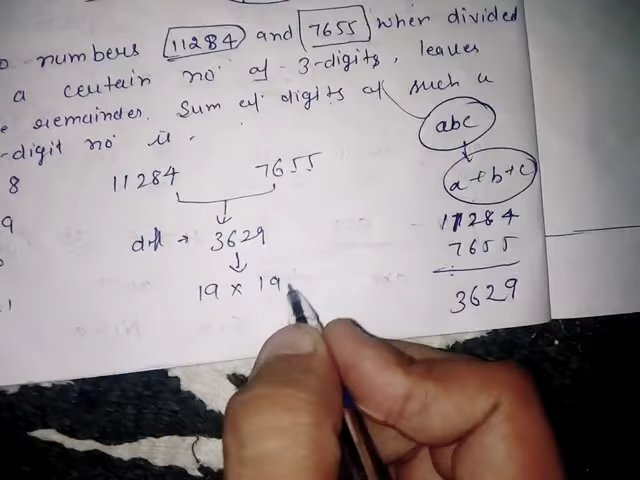 numbers 11284 and 7655 when divided
a certain no of 3-digits, leaves
e remainder. Sum of digits of such a
-digit no is.
abc
a+b+c
8
11284 7655
9
diff → 3629
19 × 19
11284
7655
3629